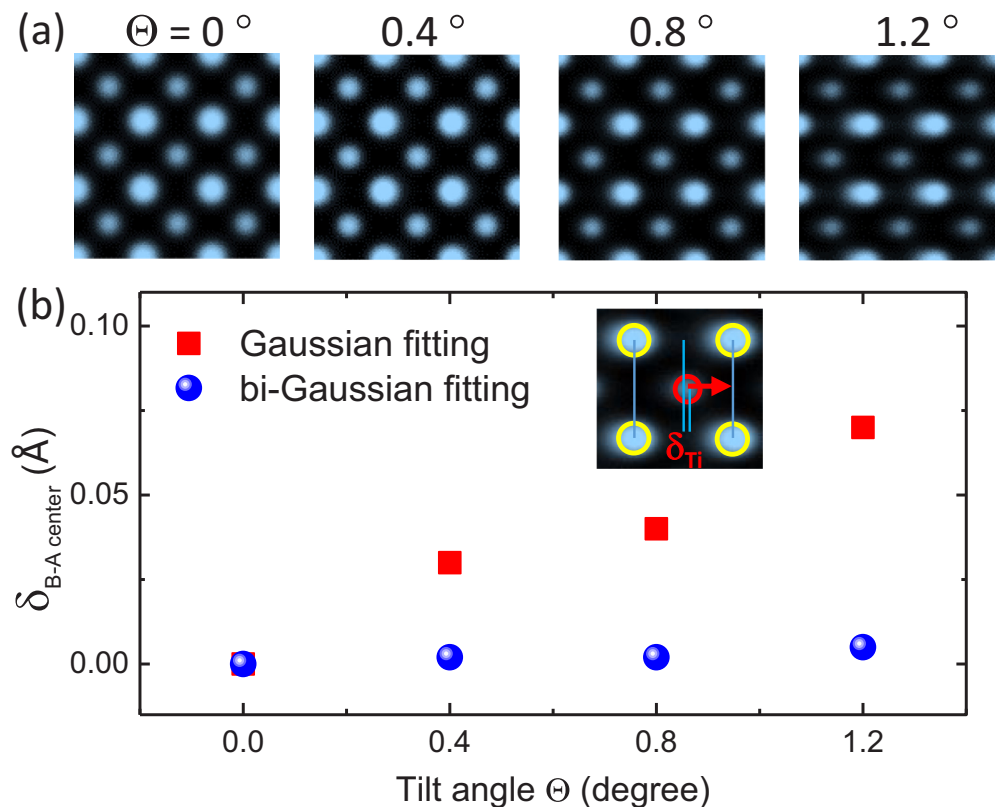 (a) Θ = 0 ° 0.4 ° 0.8 ° 1.2 °
(b)
0.10
0.05
0.00
δB-A center (Å)
Gaussian fitting
bi-Gaussian fitting
δTi
0.0 0.4 0.8 1.2
Tilt angle Θ (degree)